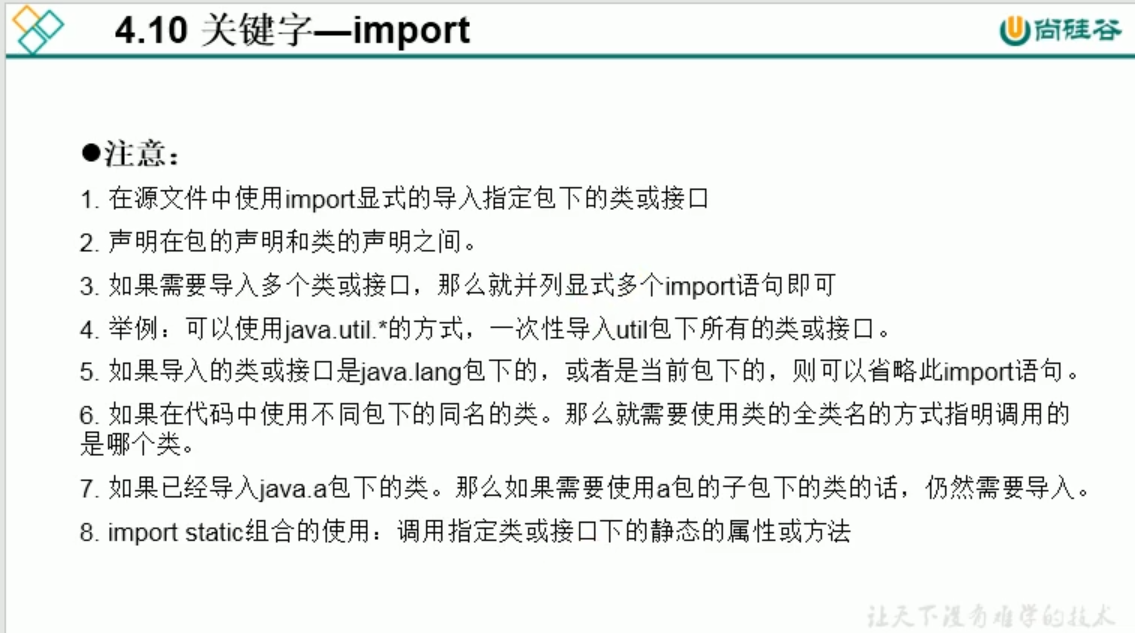 4.10 关键字—import
尚硅谷
●注意：
1. 在源文件中使用import显式的导入指定包下的类或接口
2. 声明在包的声明和类的声明之间。
3. 如果需要导入多个类或接口，那么就并列显式多个import语句即可
4. 举例：可以使用java.util.*的方式，一次性导入util包下所有的类或接口。
5. 如果导入的类或接口是java.lang包下的，或者是当前包下的，则可以省略此import语句。
6. 如果在代码中使用不同包下的同名的类。那么就需要使用类的全类名的方式指明调用的
是哪个类。
7. 如果已经导入java.a包下的类。那么如果需要使用a包的子包下的类的话，仍然需要导入。
8. import static组合的使用：调用指定类或接口下的静态的属性或方法
让天下没有难学的技术